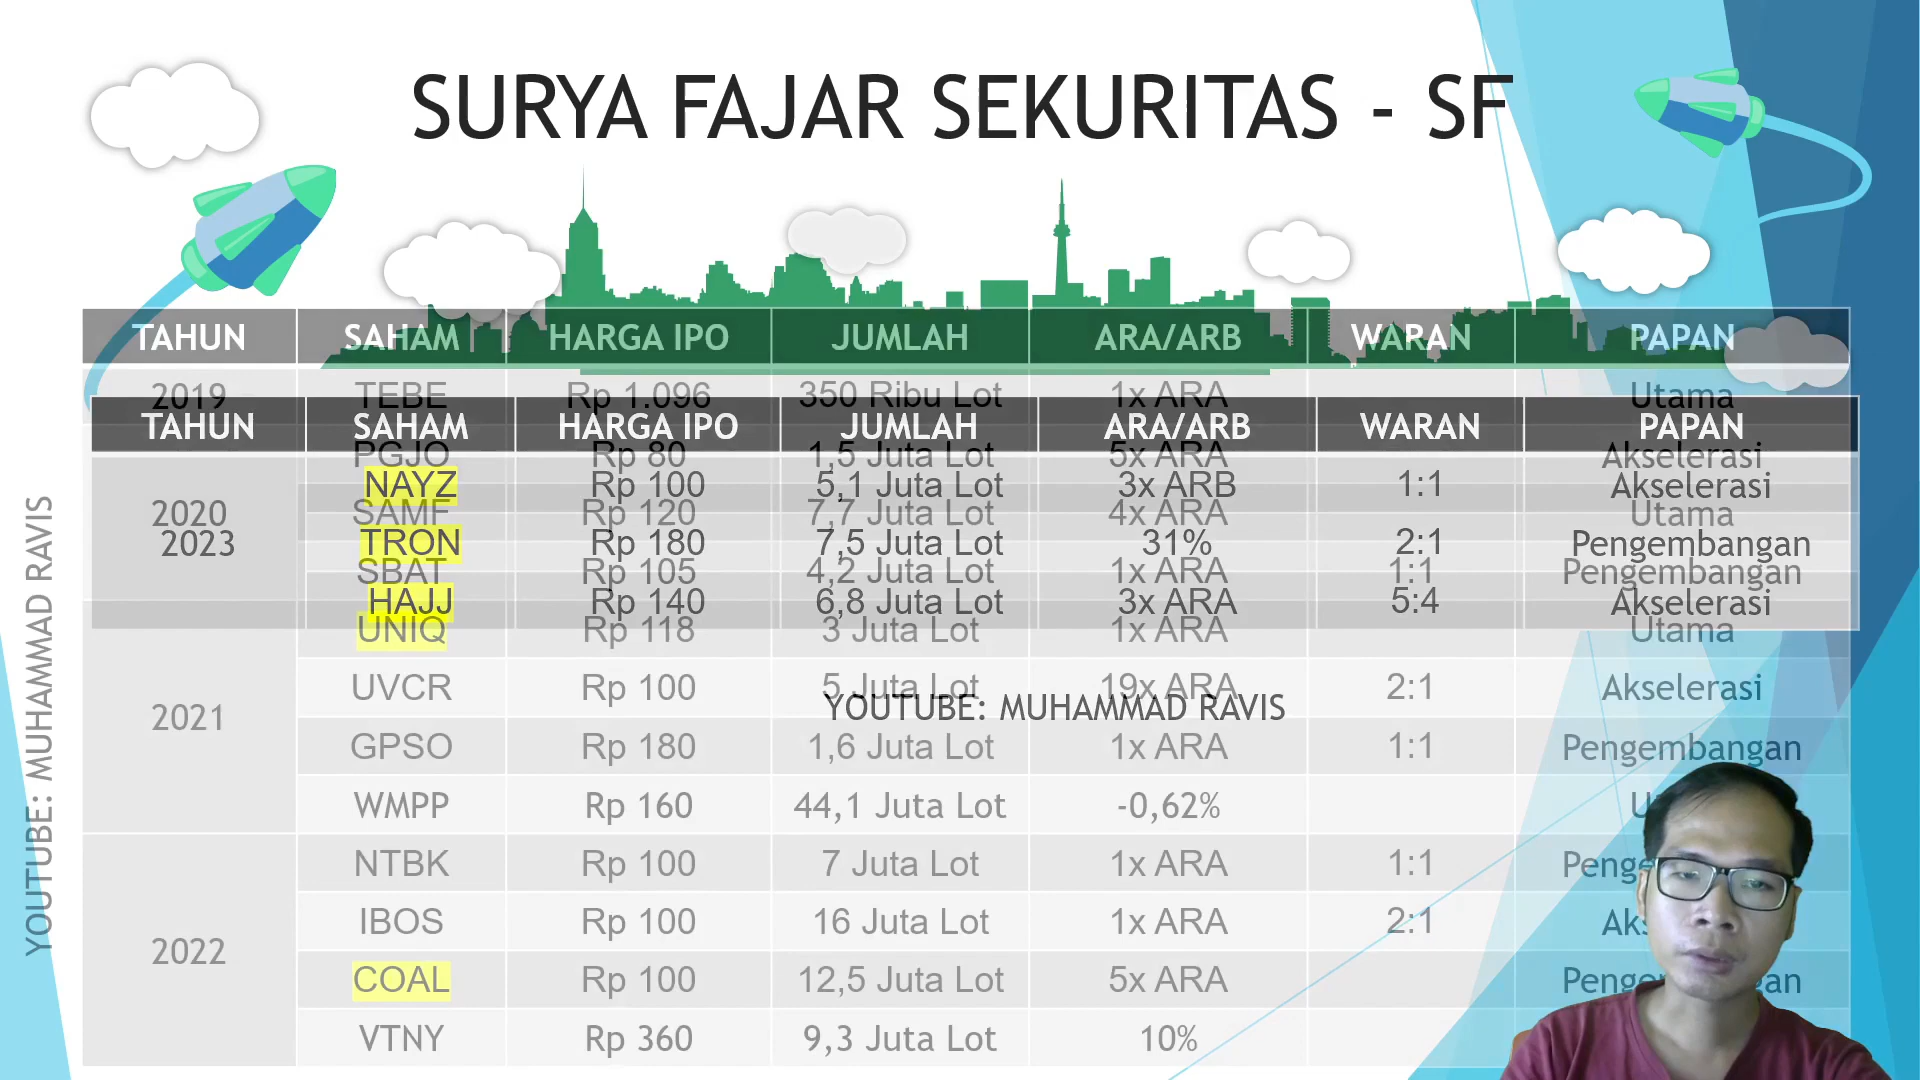 SURYA FAJAR SEKURITAS - SF
TAHUN SAHAM HARGA IPO JUMLAH ARA/ARB WARAN PAPAN
2019 TEBE Rp 1.096 350 Ribu Lot 1x ARA Utama
TAHUN SAHAM HARGA IPO JUMLAH ARA/ARB WARAN PAPAN
PGJO Rp 80 1,5 Juta Lot 5x ARA Akselerasi
NAYZ Rp 100 5,1 Juta Lot 3x ARB 1:1 Akselerasi
2020 SAMF Rp 120 7,7 Juta Lot 4x ARA Utama
2023 TRON Rp 180 7,5 Juta Lot 31% 2:1 Pengembangan
SBAT Rp 105 4,2 Juta Lot 1x ARA 1:1 Pengembangan
HAJJ Rp 140 6,8 Juta Lot 3x ARA 5:4 Akselerasi
UNIQ Rp 118 3 Juta Lot 1x ARA Utama
2021 UVCR Rp 100 5 Juta Lot 19x ARA 2:1 Akselerasi
YOUTUBE: MUHAMMAD RAVIS
GPSO Rp 180 1,6 Juta Lot 1x ARA 1:1 Pengembangan
WMPP Rp 160 44,1 Juta Lot -0,62%
2022 NTBK Rp 100 7 Juta Lot 1x ARA 1:1
IBOS Rp 100 16 Juta Lot 1x ARA 2:1
COAL Rp 100 12,5 Juta Lot 5x ARA
VTNY Rp 360 9,3 Juta Lot 10%
YOUTUBE: MUHAMMAD RAVIS